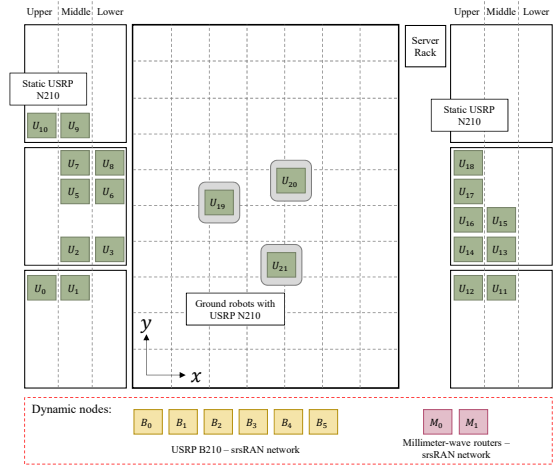 Upper Middle Lower
Upper Middle Lower
Server
Rack
Static USRP
N210
Static USRP
N210
U10 U9
U7 U8
U18
U20
U5 U6
U17
U19
U16 U15
U2 U3
U14 U13
U21
U0 U1
U12 U11
Ground robots with
USRP N210
y
x
Dynamic nodes:
B0 B1 B2 B3 B4 B5
M0 M1
USRP B210 – srsRAN network
Millimeter-wave routers –
srsRAN network